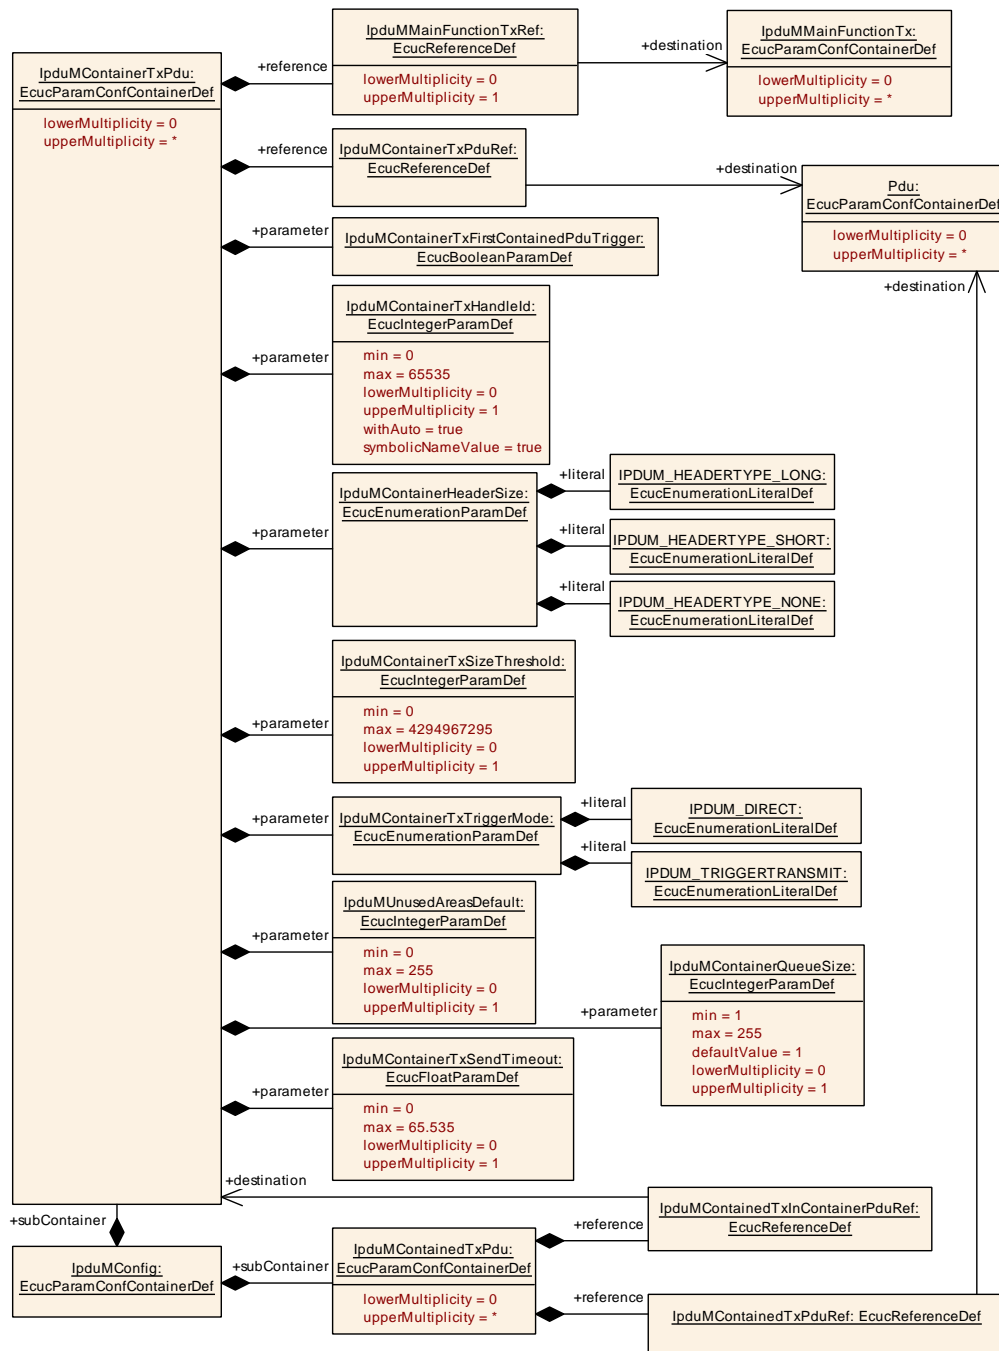 IpduMContainerTxPdu:
EcucParamConfContainerDef
lowerMultiplicity = 0
upperMultiplicity = *
+reference
IpduMMainFunctionTxRef:
EcucReferenceDef
lowerMultiplicity = 0
upperMultiplicity = 1
+destination
IpduMMainFunctionTx:
EcucParamConfContainerDef
lowerMultiplicity = 0
upperMultiplicity = *
+reference
IpduMContainerTxPduRef:
EcucReferenceDef
+destination
Pdu:
EcucParamConfContainerDef
lowerMultiplicity = 0
upperMultiplicity = *
+destination
+parameter
IpduMContainerTxFirstContainedPduTrigger:
EcucBooleanParamDef
+parameter
IpduMContainerTxHandleId:
EcucIntegerParamDef
min = 0
max = 65535
lowerMultiplicity = 0
upperMultiplicity = 1
withAuto = true
symbolicNameValue = true
+parameter
IpduMContainerHeaderSize:
EcucEnumerationParamDef
+literal
IPDUM_HEADERTYPE_LONG:
EcucEnumerationLiteralDef
+literal
IPDUM_HEADERTYPE_SHORT:
EcucEnumerationLiteralDef
+literal
IPDUM_HEADERTYPE_NONE:
EcucEnumerationLiteralDef
+parameter
IpduMContainerTxSizeThreshold:
EcucIntegerParamDef
min = 0
max = 4294967295
lowerMultiplicity = 0
upperMultiplicity = 1
+parameter
IpduMContainerTxTriggerMode:
EcucEnumerationParamDef
+literal
IPDUM_DIRECT:
EcucEnumerationLiteralDef
+literal
IPDUM_TRIGGERTRANSMIT:
EcucEnumerationLiteralDef
+parameter
IpduMUnusedAreasDefault:
EcucIntegerParamDef
min = 0
max = 255
lowerMultiplicity = 0
upperMultiplicity = 1
+parameter
IpduMContainerQueueSize:
EcucIntegerParamDef
min = 1
max = 255
defaultValue = 1
lowerMultiplicity = 0
upperMultiplicity = 1
+parameter
IpduMContainerTxSendTimeout:
EcucFloatParamDef
min = 0
max = 65.535
lowerMultiplicity = 0
upperMultiplicity = 1
+destination
IpduMContainedTxInContainerPduRef:
EcucReferenceDef
+reference
+subContainer
IpduMConfig:
EcucParamConfContainerDef
+subContainer
IpduMContainedTxPdu:
EcucParamConfContainerDef
lowerMultiplicity = 0
upperMultiplicity = *
+reference
IpduMContainedTxPduRef: EcucReferenceDef